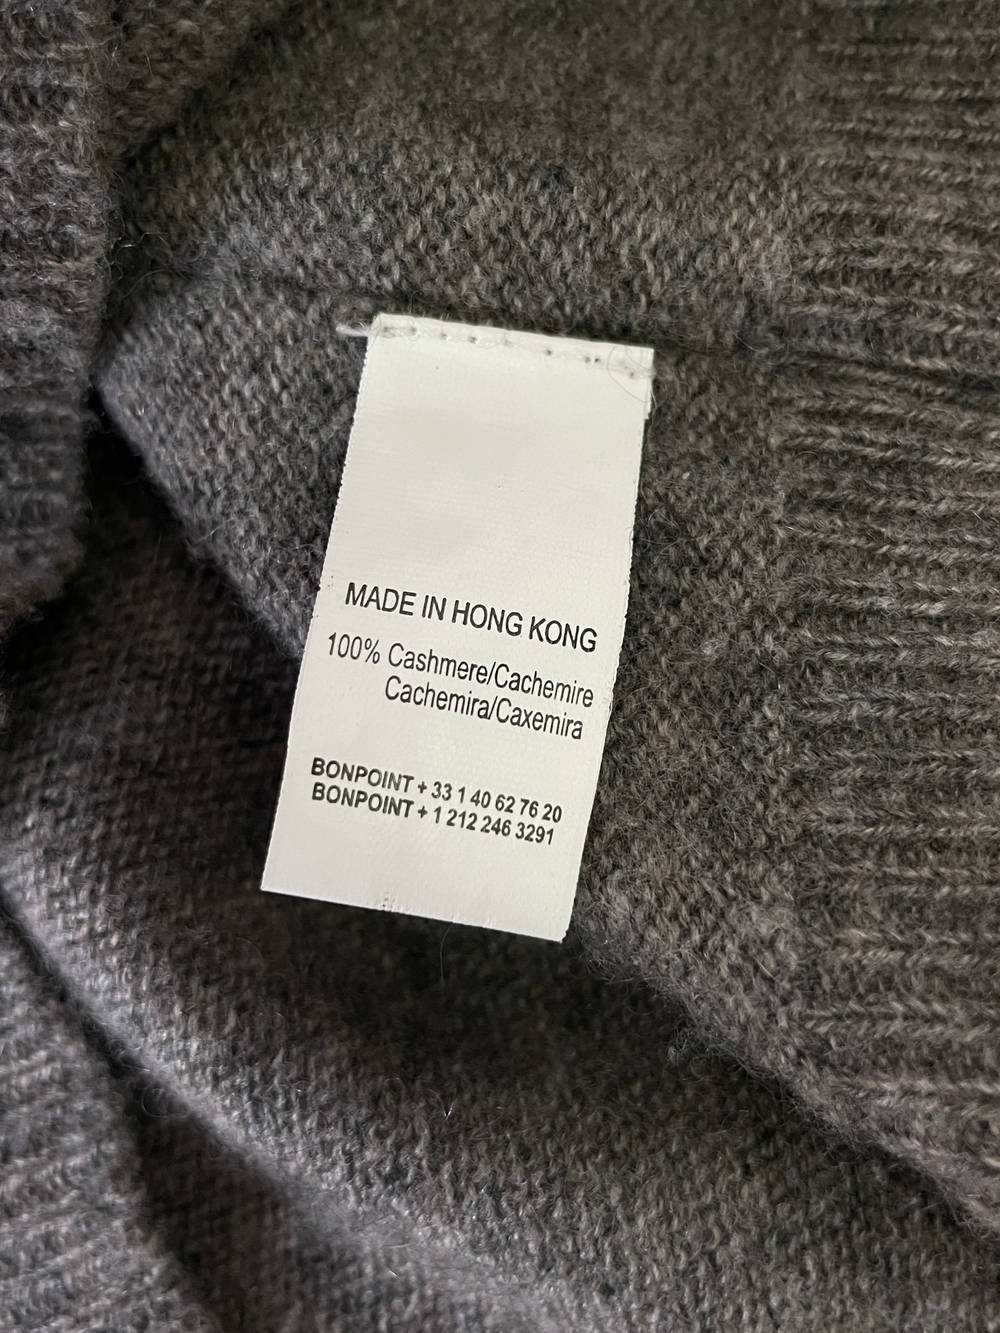 MADE IN HONG KONG
100% Cashmere/Cachemire
Cachemira/Caxemira
BONPOINT + 33 1 40 62 76 20
BONPOINT + 1 212 246 3291